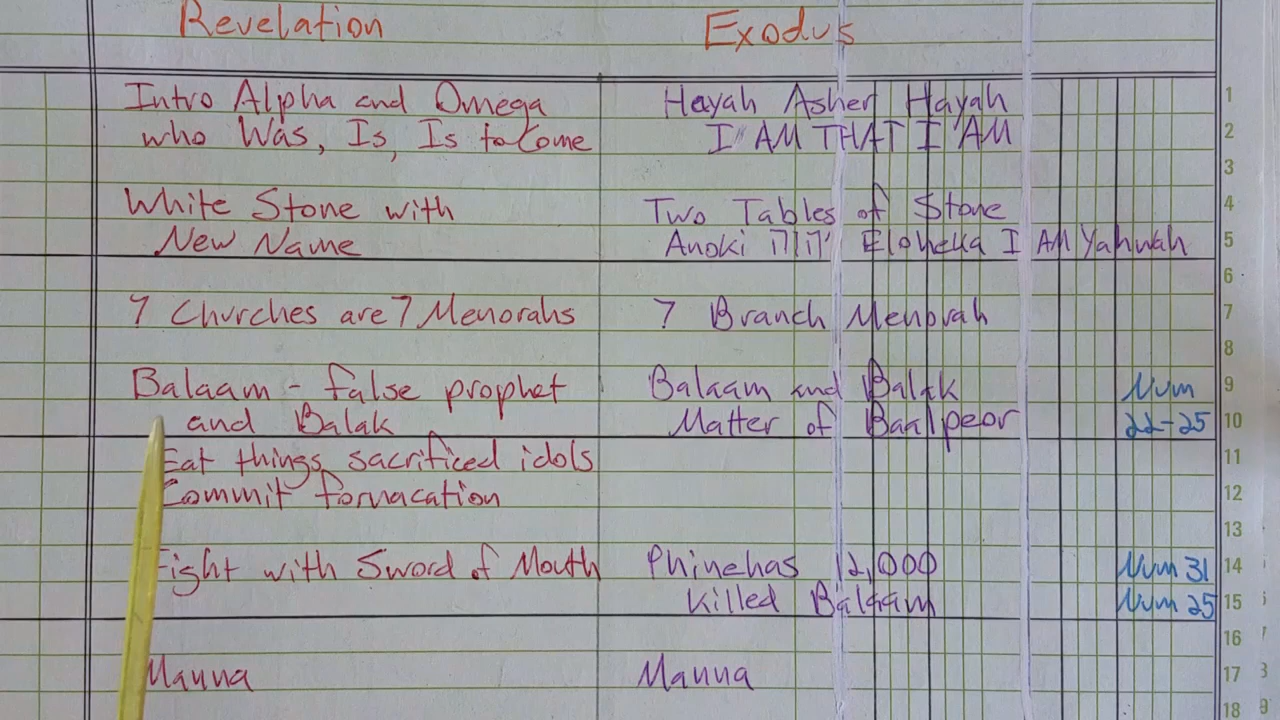 Revelation Exodus
Intro Alpha and Omega Hayah Asher Hayah 1
who Was, Is, Is to Come I AM THAT I AM 2
3
White Stone with Two Tables of Stone 4
New Name Anoki יהוה Eloheka I AM Yahwah 5
6
7 Churches are 7 Menorahs 7 Branch Menorah 7
8
Balaam - false prophet Balaam and Balak Num 9
and Balak Matter of Baalpeor 22-25 10
Eat things sacrificed idols 11
Commit fornacation 12
13
Fight with Sword of Mouth Phinehas 12,000 Num 31 14
Killed Balaam Num 25 15
16
Manna Manna 17
18